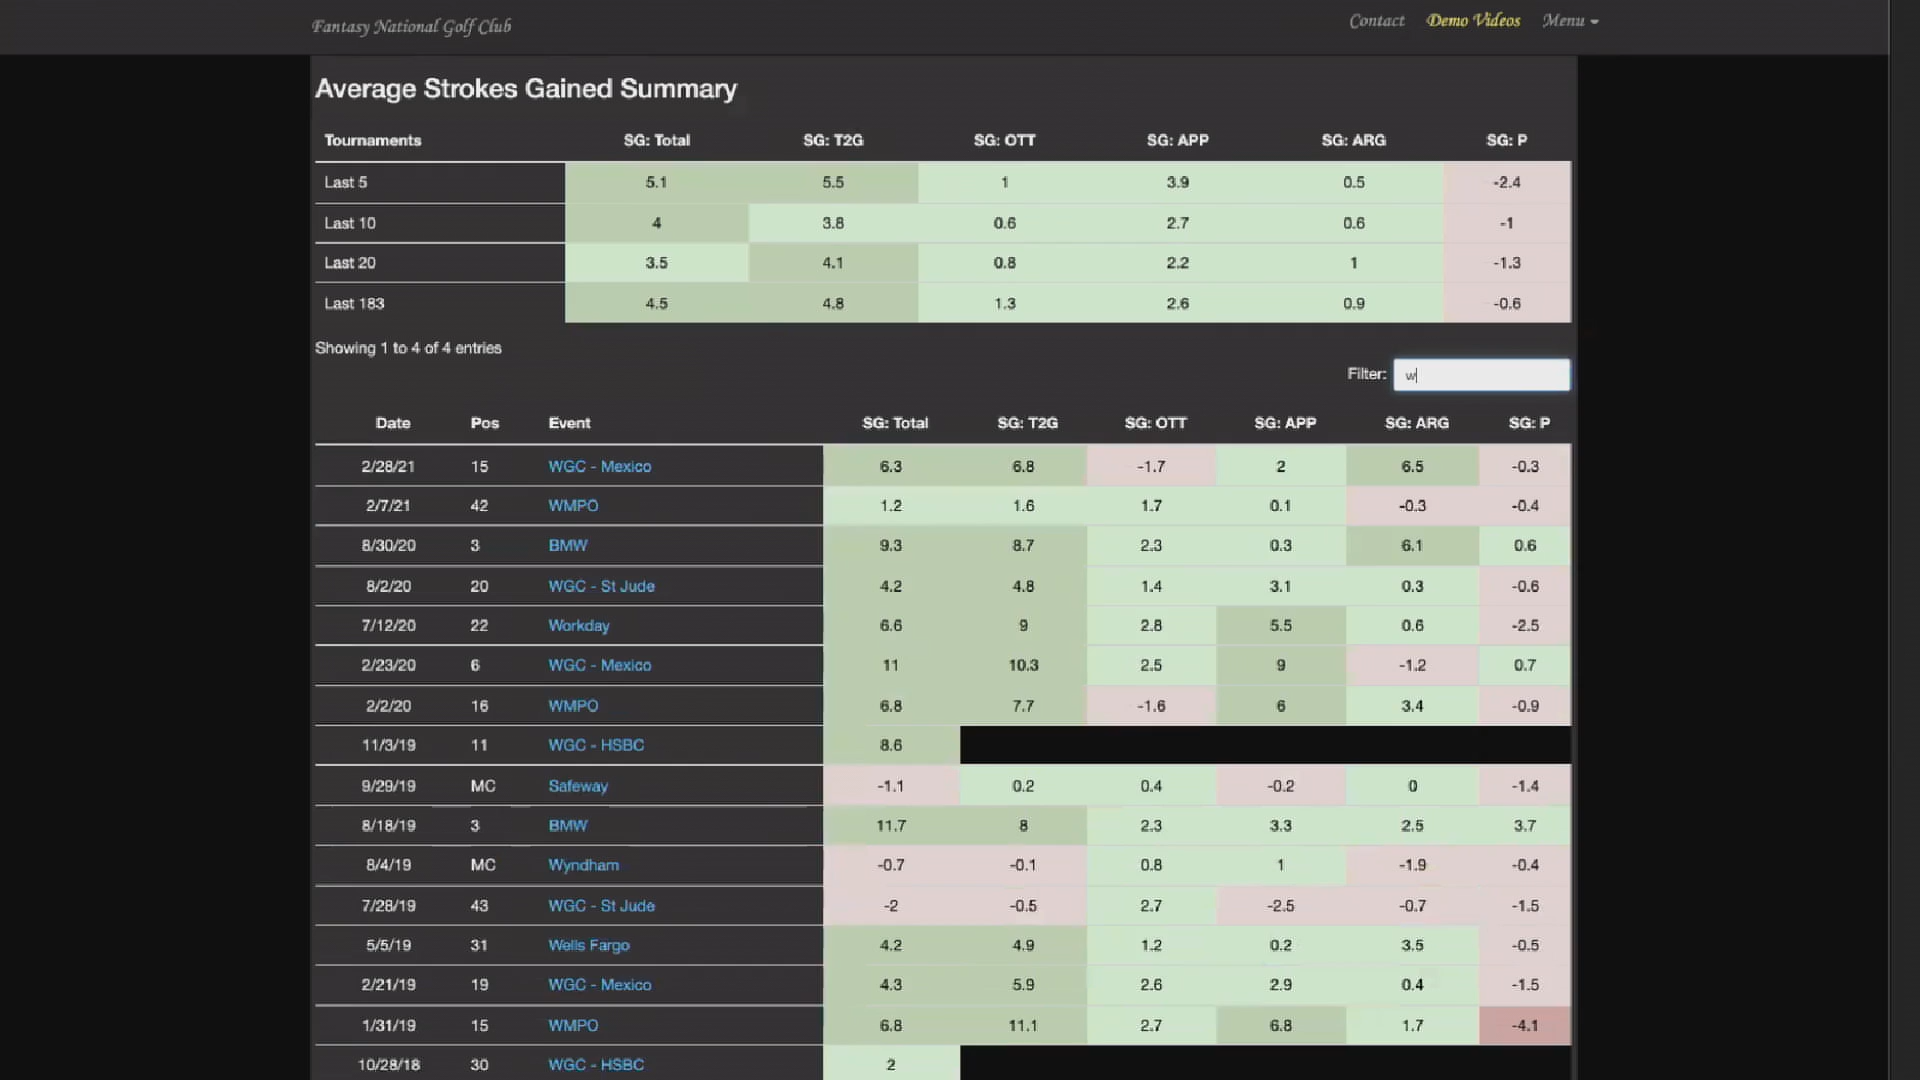 Fantasy National Golf Club Contact Demo Videos Menu
Average Strokes Gained Summary
Tournaments SG: Total SG: T2G SG: OTT SG: APP SG: ARG SG: P
Last 5 5.1 5.5 1 3.9 0.5 -2.4
Last 10 4 3.8 0.6 2.7 0.6 -1
Last 20 3.5 4.1 0.8 2.2 1 -1.3
Last 183 4.5 4.8 1.3 2.6 0.9 -0.6
Showing 1 to 4 of 4 entries
Filter: w
Date Pos Event SG: Total SG: T2G SG: OTT SG: APP SG: ARG SG: P
2/28/21 15 WGC - Mexico 6.3 6.8 -1.7 2 6.5 -0.3
2/7/21 42 WMPO 1.2 1.6 1.7 0.1 -0.3 -0.4
8/30/20 3 BMW 9.3 8.7 2.3 0.3 6.1 0.6
8/2/20 20 WGC - St Jude 4.2 4.8 1.4 3.1 0.3 -0.6
7/12/20 22 Workday 6.6 9 2.8 5.5 0.6 -2.5
2/23/20 6 WGC - Mexico 11 10.3 2.5 9 -1.2 0.7
2/2/20 16 WMPO 6.8 7.7 -1.6 6 3.4 -0.9
11/3/19 11 WGC - HSBC 8.6
9/29/19 MC Safeway -1.1 0.2 0.4 -0.2 0 -1.4
8/18/19 3 BMW 11.7 8 2.3 3.3 2.5 3.7
8/4/19 MC Wyndham -0.7 -0.1 0.8 1 -1.9 -0.4
7/28/19 43 WGC - St Jude -2 -0.5 2.7 -2.5 -0.7 -1.5
5/5/19 31 Wells Fargo 4.2 4.9 1.2 0.2 3.5 -0.5
2/21/19 19 WGC - Mexico 4.3 5.9 2.6 2.9 0.4 -1.5
1/31/19 15 WMPO 6.8 11.1 2.7 6.8 1.7 -4.1
10/28/18 30 WGC - HSBC 2